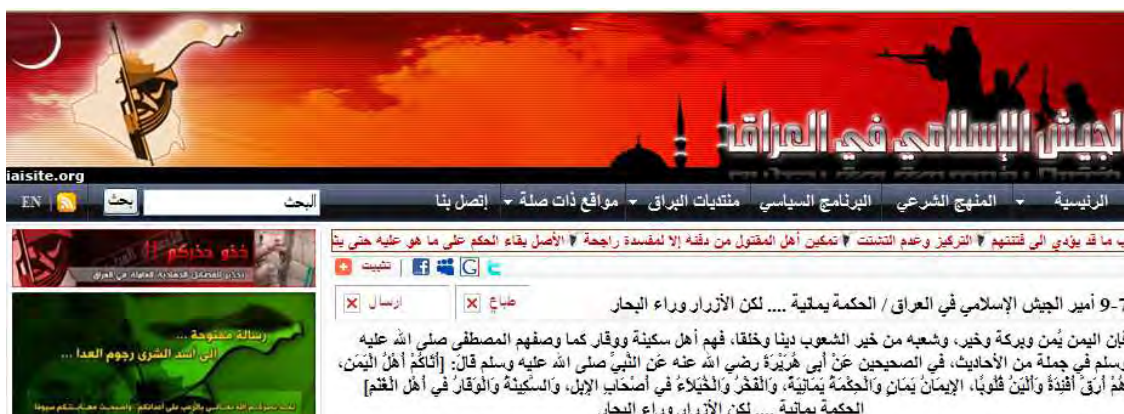 الجيش الإسلامي في العراق
iaisite.org
الرئيسية المنهج الشرعي البرنامج السياسي منتديات البراق مواقع ذات صلة إتصل بنا
البحث
بحث
EN
ما قد يؤدي الى فتنتهم التركيز وعدم التشتت تمكين أهل المقتول من دفنه إلا لمفسدة راجحة الأصل بقاء الحكم على ما هو عليه حتى
خذو حذركم !!
تثبيت
طباع
ارسال
9-7 أمير الجيش الإسلامي في العراق / الحكمة يمانية .... لكن الأزرار وراء البحار
رسالة مفتوحة ...
الى أسد الشرى رجوم العدا ...
فإن اليمن يُمن وبركة وخير، وشعبه من خير الشعوب دينا وخلقا، فهم أهل سكينة ووقار كما وصفهم المصطفى صلى الله عليه
وسلم في جملة من الأحاديث، في الصحيحين عَنْ أَبِي هُرَيْرَةَ رضي الله عنه عَنِ النَّبِيِّ صلى الله عليه وسلم قَالَ: [أَتَاكُمْ أَهْلُ الْيَمَنِ،
هُمْ أَرَقُّ أَفْئِدَةً وَأَلْيَنُ قُلُوبًا، الإِيمَانُ يَمَانٍ وَالْحِكْمَةُ يَمَانِيَةٌ، وَالْفَخْرُ وَالْخُيَلاءُ فِي أَصْحَابِ الإِبِلِ، وَالسَّكِينَةُ وَالْوَقَارُ فِي أَهْلِ الْغَنَمِ]
الحكمة يمانية .... لكن الأزرار وراء البحار